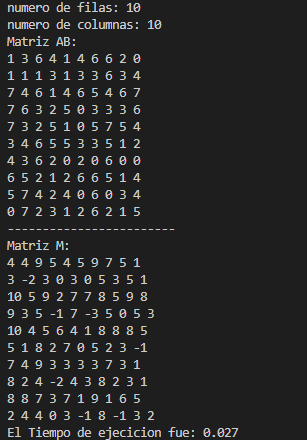 numero de filas: 10
numero de columnas: 10
Matriz AB:
1 3 6 4 1 4 6 6 2 0
1 1 1 3 1 3 3 6 3 4
7 4 6 1 4 6 5 4 6 7
7 6 3 2 5 0 3 3 3 6
7 3 2 5 1 0 5 7 5 4
3 4 6 5 5 3 3 5 1 2
4 3 6 2 0 2 0 6 0 0
6 5 2 1 2 6 6 5 1 4
5 7 4 2 4 0 6 0 3 4
0 7 2 3 1 2 6 2 1 5
------------------------
Matriz M:
4 4 9 5 4 5 9 7 5 1
3 -2 3 0 3 0 5 3 5 1
10 5 9 2 7 7 8 5 9 8
9 3 5 -1 7 -3 5 0 5 3
10 4 5 6 4 1 8 8 8 5
5 1 8 2 7 0 5 2 3 -1
7 4 9 3 3 3 3 7 3 1
8 2 4 -2 4 3 8 2 3 1
8 8 7 3 7 1 9 1 6 5
2 4 4 0 3 -1 8 -1 3 2
El Tiempo de ejecicion fue: 0.027